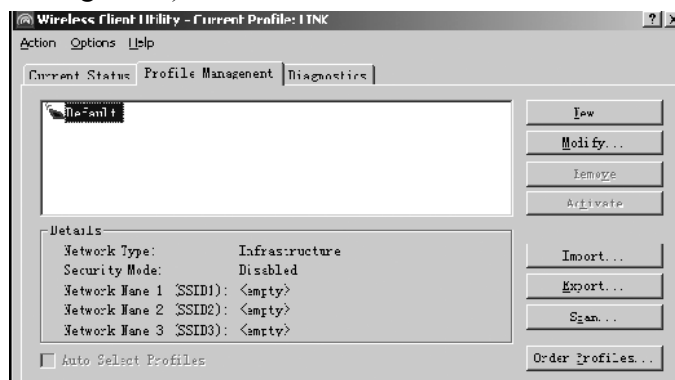 Wireless Client Utility - Current Profile: LINK
Action Options Help
Current Status Profile Management Diagnostics
Default
New
Modify...
Remove
Activate
Details
Network Type: Infrastructure
Security Mode: Disabled
Network Name 1 (SSID1): <empty>
Network Name 2 (SSID2): <empty>
Network Name 3 (SSID3): <empty>
Import...
Export...
Scan...
Auto Select Profiles
Order Profiles...